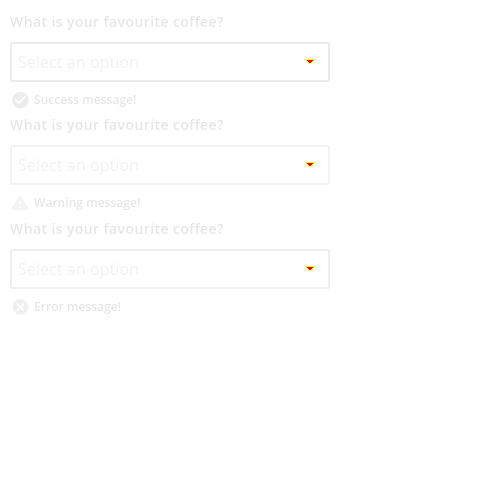 What is your favourite coffee?
Select an option
Success message!
What is your favourite coffee?
Select an option
Warning message!
What is your favourite coffee?
Select an option
Error message!